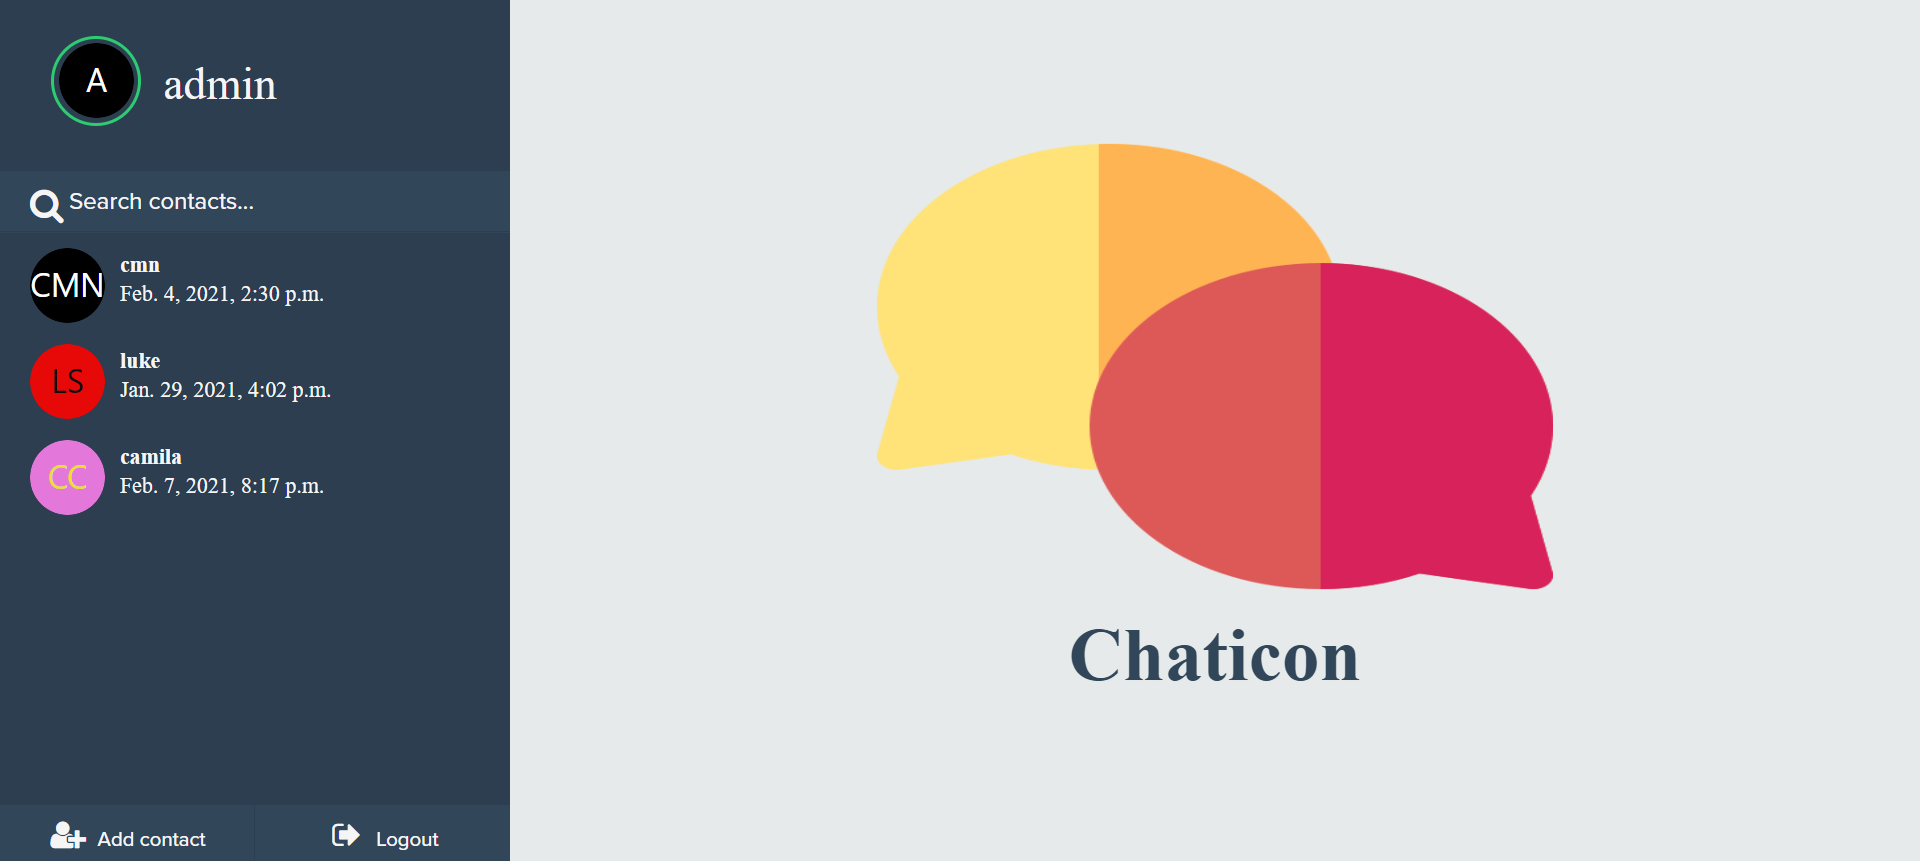 A
admin
Search contacts...
CMN
cmn
Feb. 4, 2021, 2:30 p.m.
LS
luke
Jan. 29, 2021, 4:02 p.m.
CC
camila
Feb. 7, 2021, 8:17 p.m.
Add contact
Logout
Chaticon